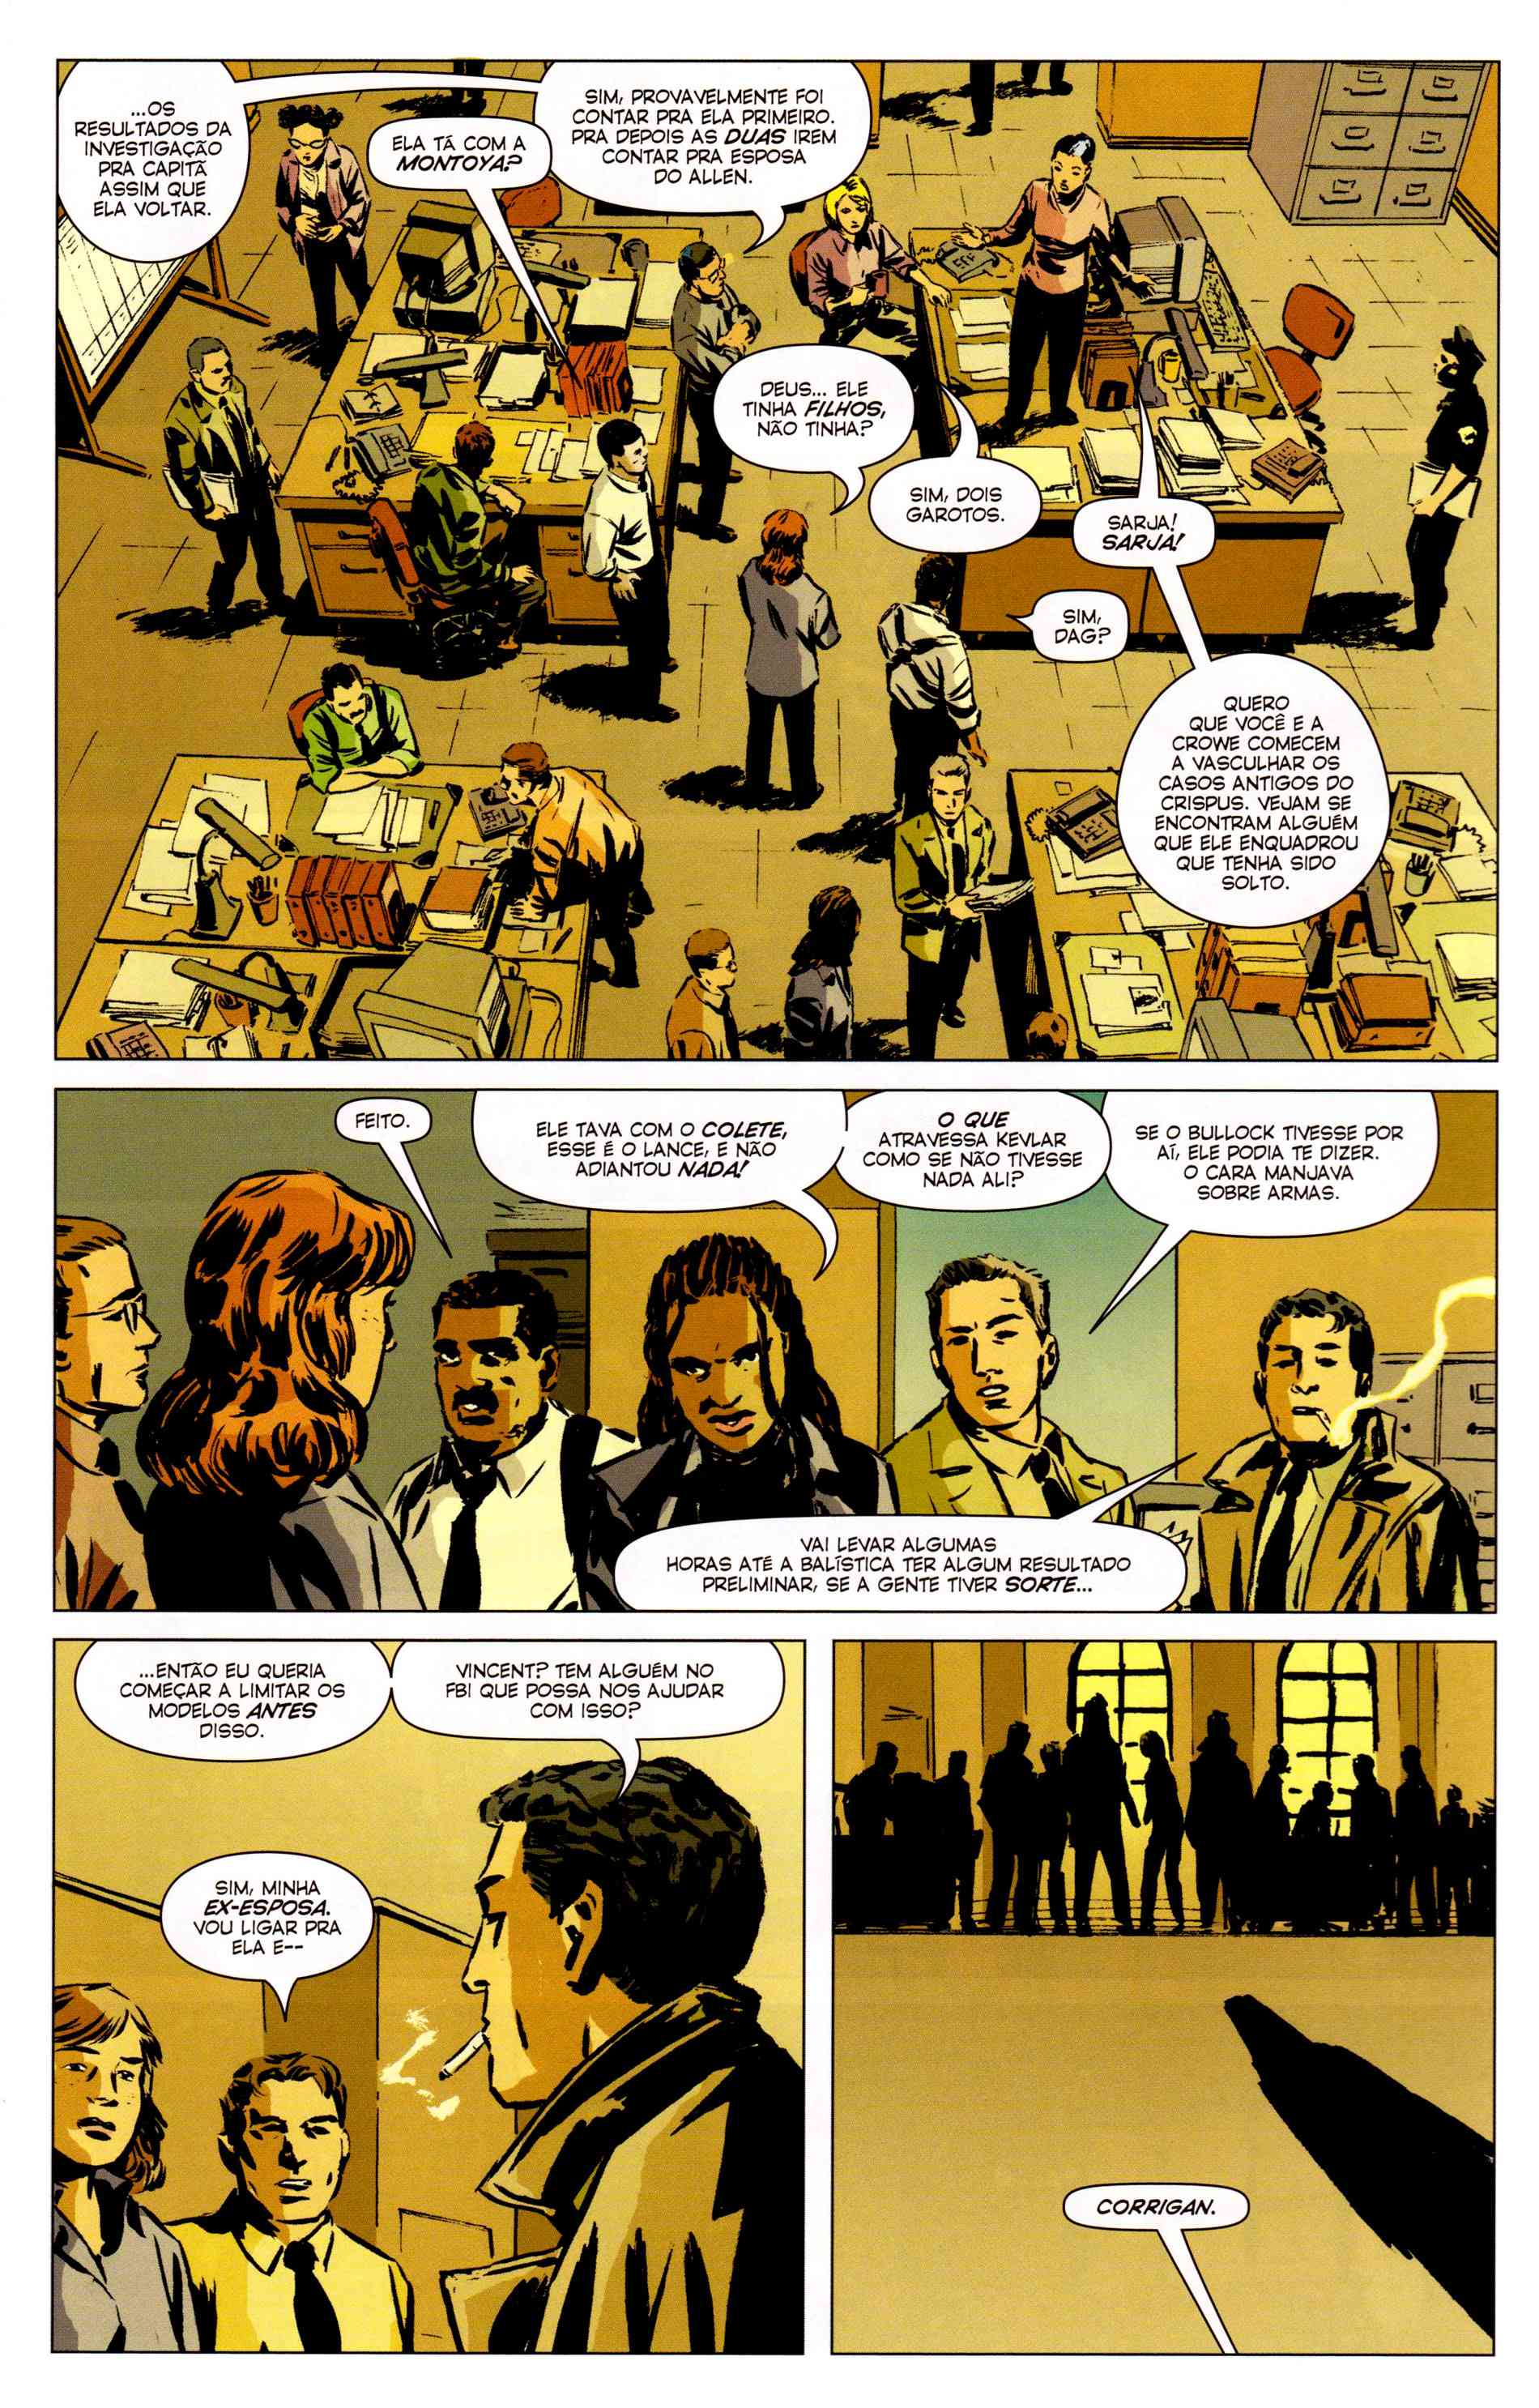 ...OS
RESULTADOS DA
INVESTIGAÇÃO
PRA CAPITÃ
ASSIM QUE
ELA VOLTAR.
ELA TÁ COM A
MONTOYA?
SIM, PROVAVELMENTE FOI
CONTAR PRA ELA PRIMEIRO.
PRA DEPOIS AS DUAS IREM
CONTAR PRA ESPOSA
DO ALLEN.
DEUS... ELE
TINHA FILHOS,
NÃO TINHA?
SIM, DOIS
GAROTOS.
SARJA!
SARJA!
SIM,
DAG?
QUERO
QUE VOCÊ E A
CROWE COMECEM
A VASCULHAR OS
CASOS ANTIGOS DO
CRISPUS. VEJAM SE
ENCONTRAM ALGUÉM
QUE ELE ENQUADROU
QUE TENHA SIDO
SOLTO.
FEITO.
ELE TAVA COM O COLETE,
ESSE É O LANCE, E NÃO
ADIANTOU NADA!
O QUE
ATRAVESSA KEVLAR
COMO SE NÃO TIVESSE
NADA ALI?
SE O BULLOCK TIVESSE POR
AÍ, ELE PODIA TE DIZER.
O CARA MANJAVA
SOBRE ARMAS.
VAI LEVAR ALGUMAS
HORAS ATÉ A BALÍSTICA TER ALGUM RESULTADO
PRELIMINAR, SE A GENTE TIVER SORTE...
...ENTÃO EU QUERIA
COMEÇAR A LIMITAR OS
MODELOS ANTES
DISSO.
VINCENT? TEM ALGUÉM NO
FBI QUE POSSA NOS AJUDAR
COM ISSO?
SIM, MINHA
EX-ESPOSA.
VOU LIGAR PRA
ELA E--
CORRIGAN.